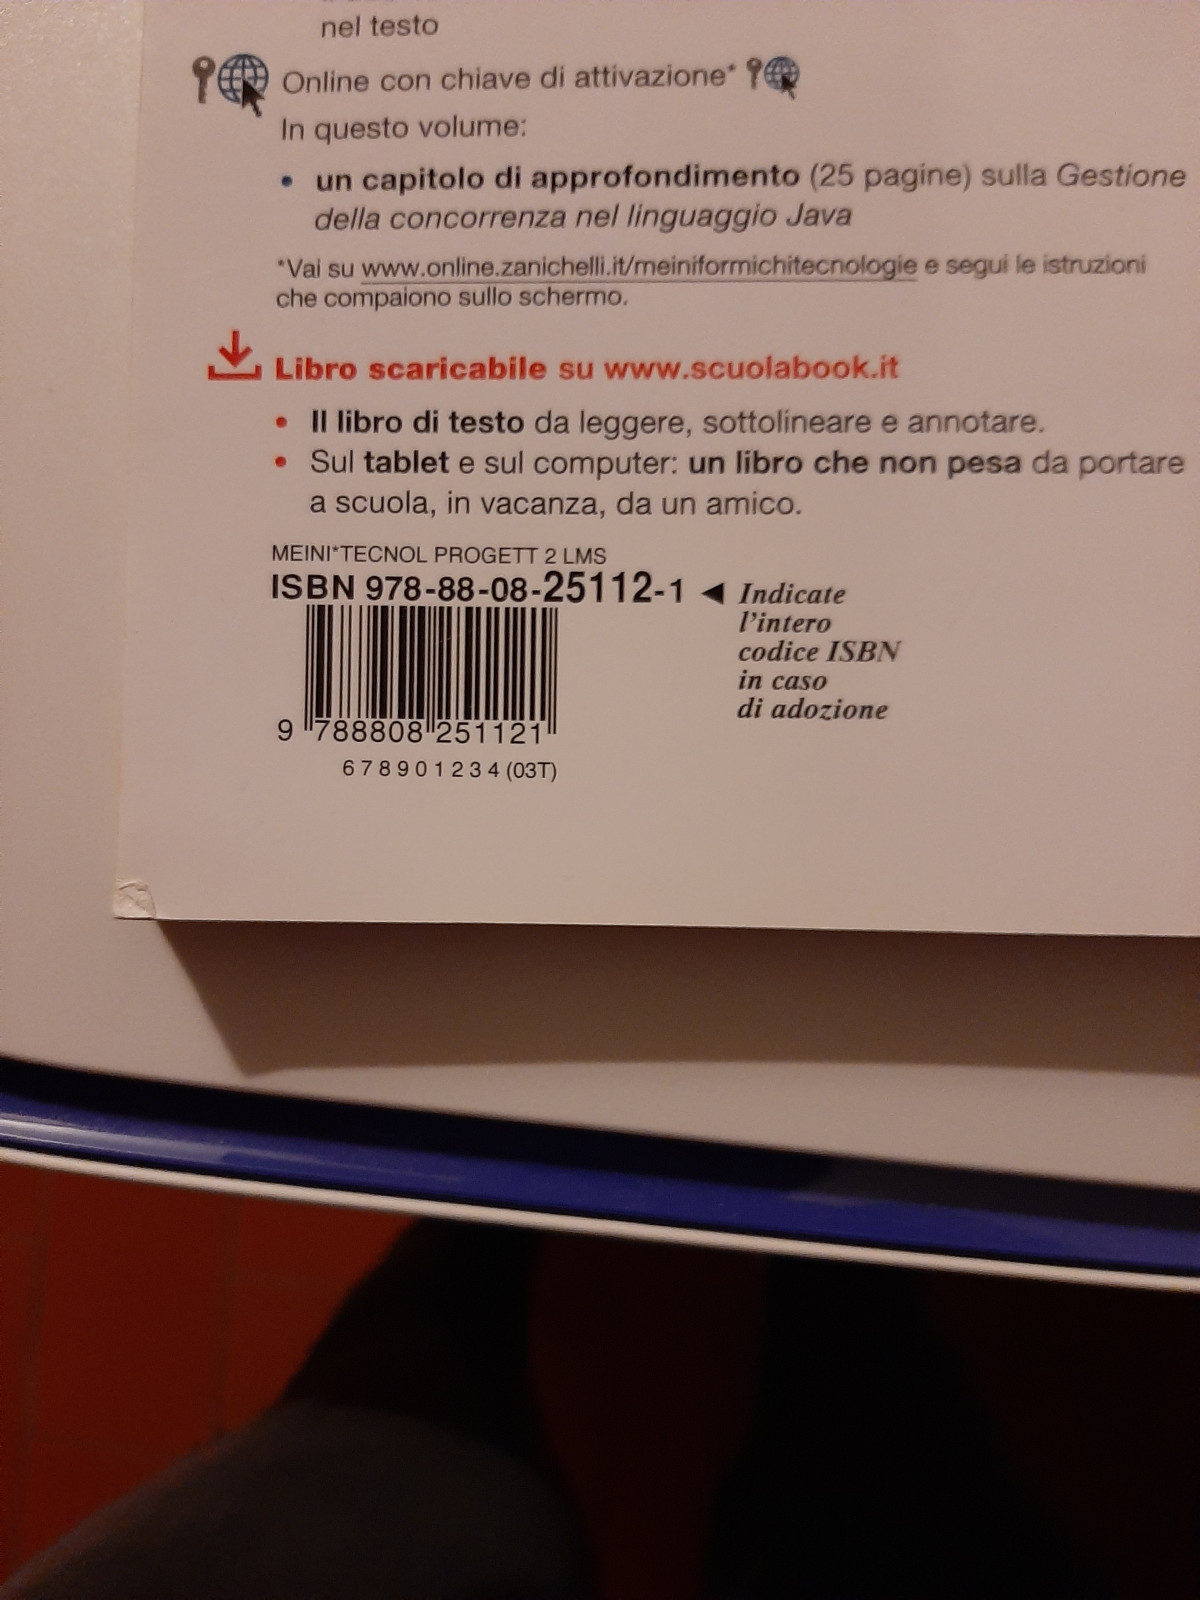 nel testo
Online con chiave di attivazione*
In questo volume:
• un capitolo di approfondimento (25 pagine) sulla Gestione
della concorrenza nel linguaggio Java
*Vai su www.online.zanichelli.it/meiniformichitecnologie e segui le istruzioni
che compaiono sullo schermo.
Libro scaricabile su www.scuolabook.it
• Il libro di testo da leggere, sottolineare e annotare.
• Sul tablet e sul computer: un libro che non pesa da portare
a scuola, in vacanza, da un amico.
MEINI*TECNOL PROGETT 2 LMS
ISBN 978-88-08-25112-1 ◄ Indicate
l'intero
codice ISBN
in caso
di adozione
9 788808 251121
6 7 8 9 0 1 2 3 4 (03T)